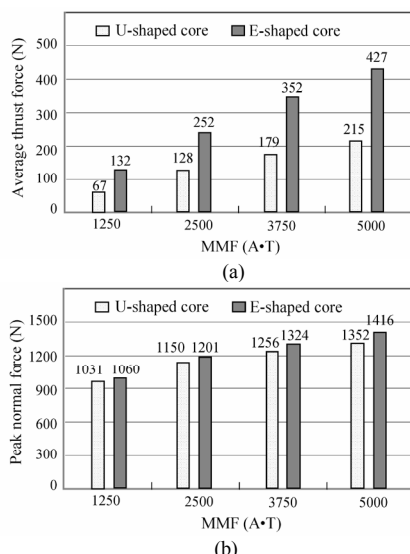 500
400
300
200
100
0
Average thrust force (N)
U-shaped core E-shaped core
67 132 128 252 179 352 215 427
1250 2500 3750 5000
MMF (A•T)
(a)
1500
1200
900
600
300
0
Peak normal force (N)
U-shaped core E-shaped core
1031 1060 1150 1201 1256 1324 1352 1416
1250 2500 3750 5000
MMF (A•T)
(b)